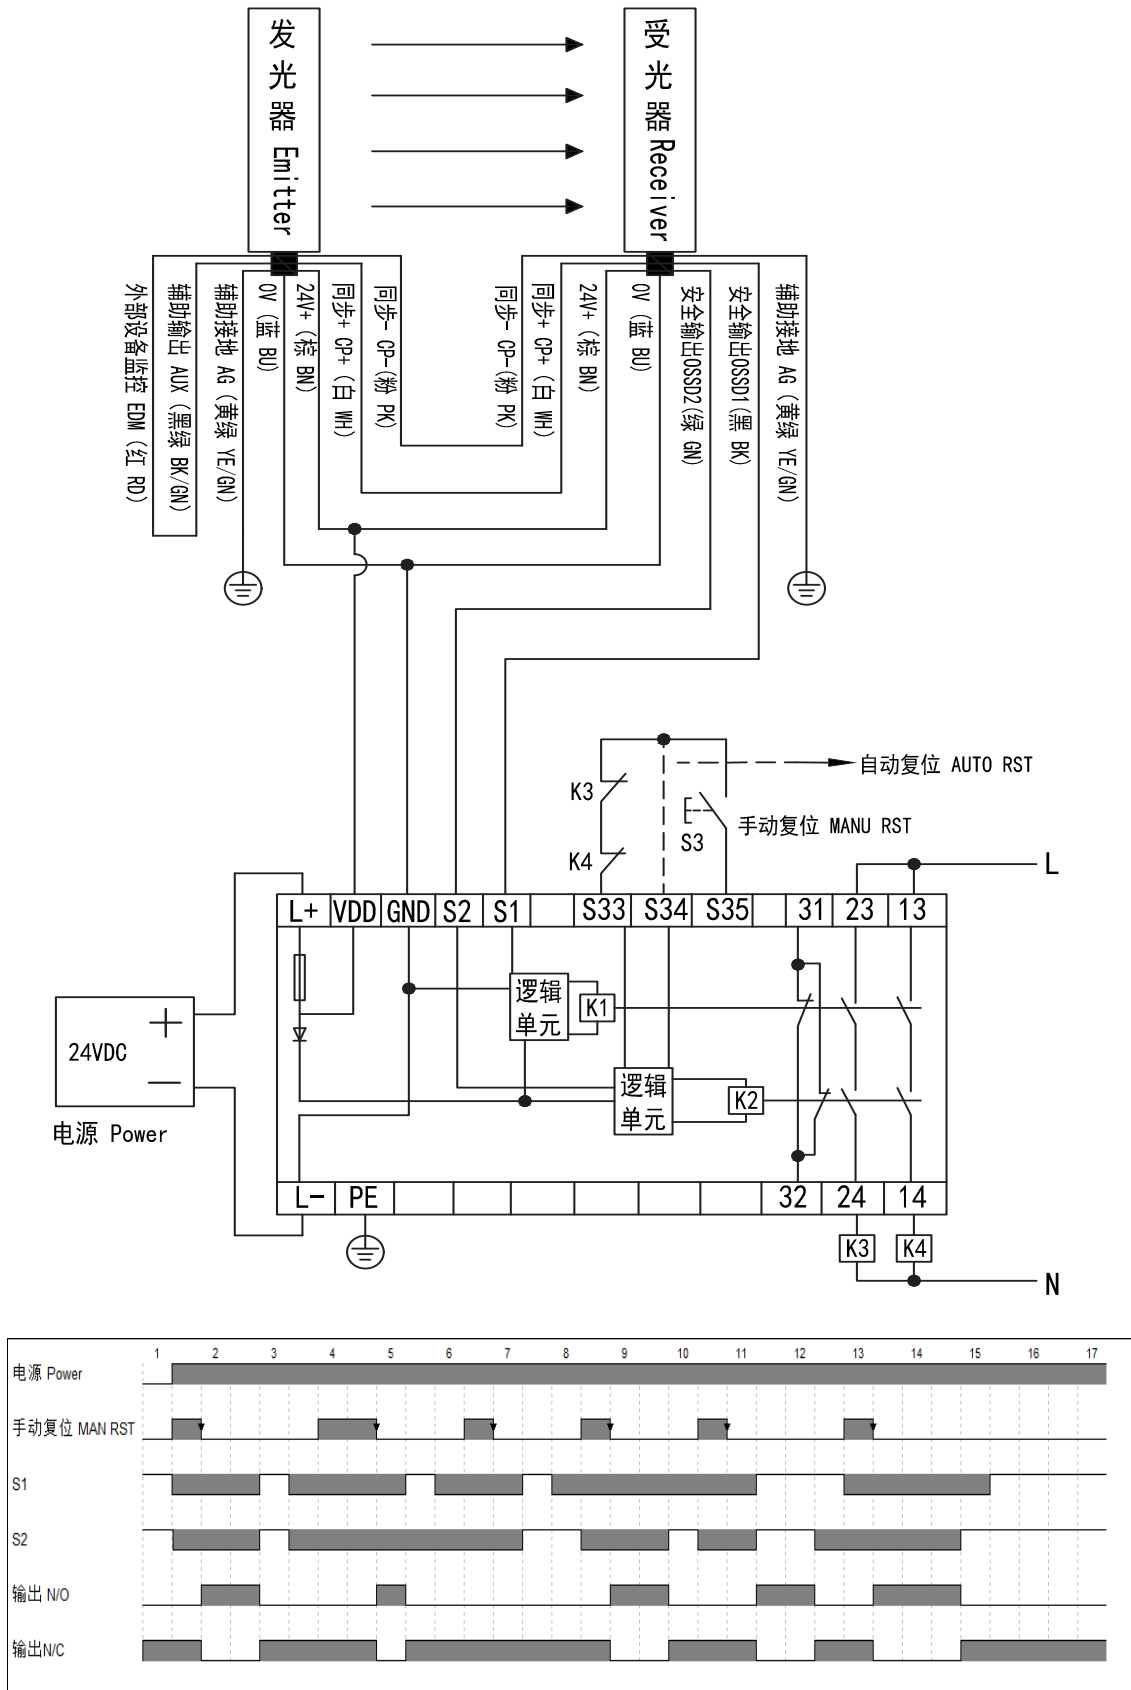 发光器 Emitter
受光器 Receiver
外部设备监控 EDM (红 RD)
辅助输出 AUX (黑绿 BK/GN)
辅助接地 AG (黄绿 YE/GN)
0V (蓝 BU)
24V+ (棕 BN)
同步+ CP+ (白 WH)
同步- CP-(粉 PK)
同步- CP-(粉 PK)
同步+ CP+ (白 WH)
24V+ (棕 BN)
0V (蓝 BU)
安全输出OSSD2(绿 GN)
安全输出OSSD1(黑 BK)
辅助接地 AG (黄绿 YE/GN)
自动复位 AUTO RST
K3
S3
手动复位 MANU RST
K4
L
L+ VDD GND S2 S1 S33 S34 S35 31 23 13
逻辑
单元
K1
24VDC
+
-
逻辑
单元
K2
电源 Power
L- PE 32 24 14
K3 K4
N
1 2 3 4 5 6 7 8 9 10 11 12 13 14 15 16 17
电源 Power
手动复位 MAN RST
S1
S2
输出 N/O
输出N/C